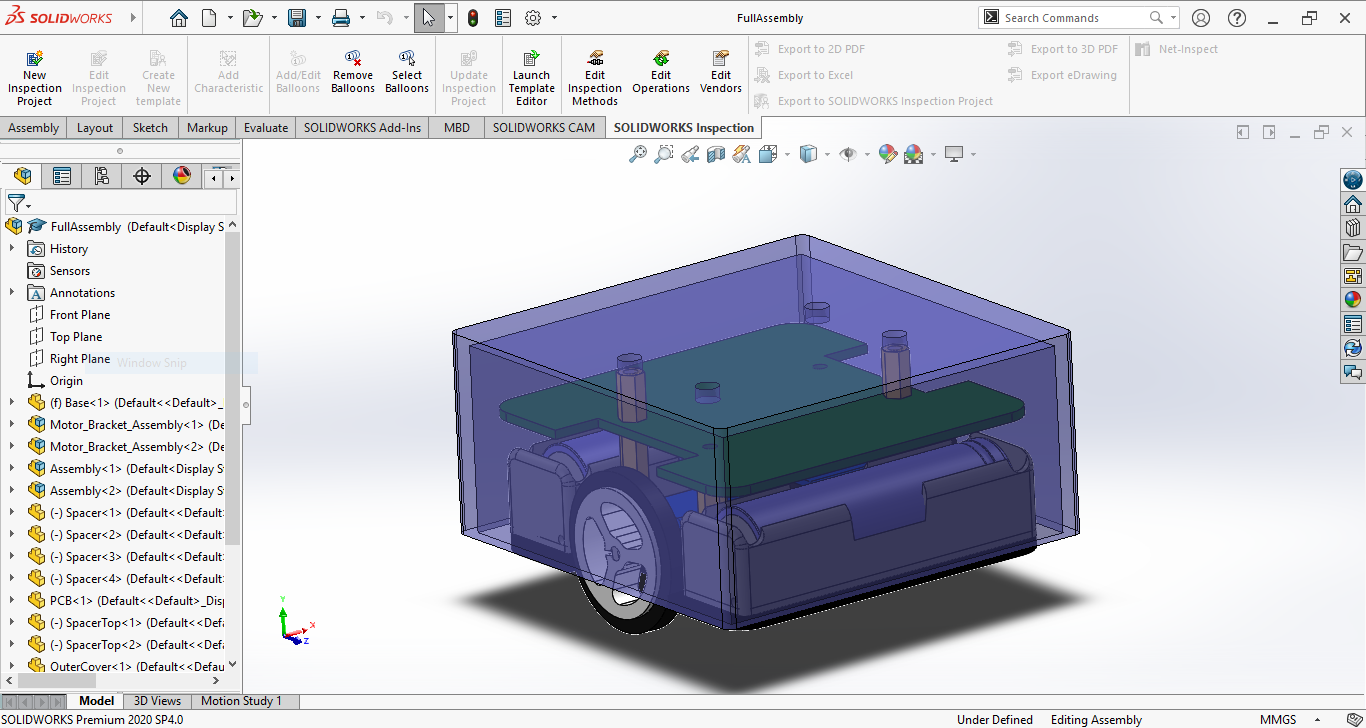 SOLIDWORKS
FullAssembly
Search Commands
New Inspection Project
Edit Inspection Project
Create New template
Add Characteristic
Add/Edit Balloons
Remove Balloons
Select Balloons
Update Inspection Project
Launch Template Editor
Edit Inspection Methods
Edit Operations
Edit Vendors
Export to 2D PDF
Export to Excel
Export to SOLIDWORKS Inspection Project
Export to 3D PDF
Export eDrawing
Net-Inspect
Assembly
Layout
Sketch
Markup
Evaluate
SOLIDWORKS Add-Ins
MBD
SOLIDWORKS CAM
SOLIDWORKS Inspection
FullAssembly (Default<Display S
History
Sensors
Annotations
Front Plane
Top Plane
Right Plane
Window Snip
Origin
(f) Base<1> (Default<<Default>_
Motor_Bracket_Assembly<1> (De
Motor_Bracket_Assembly<2> (De
Assembly<1> (Default<Display S
Assembly<2> (Default<Display S
(-) Spacer<1> (Default<<Default
(-) Spacer<2> (Default<<Default
(-) Spacer<3> (Default<<Default
(-) Spacer<4> (Default<<Default
PCB<1> (Default<<Default>_Disp
(-) SpacerTop<1> (Default<<Defa
(-) SpacerTop<2> (Default<<Defa
OuterCover<1> (Default<<Defau
Y
X
Z
Model
3D Views
Motion Study 1
SOLIDWORKS Premium 2020 SP4.0
Under Defined
Editing Assembly
MMGS